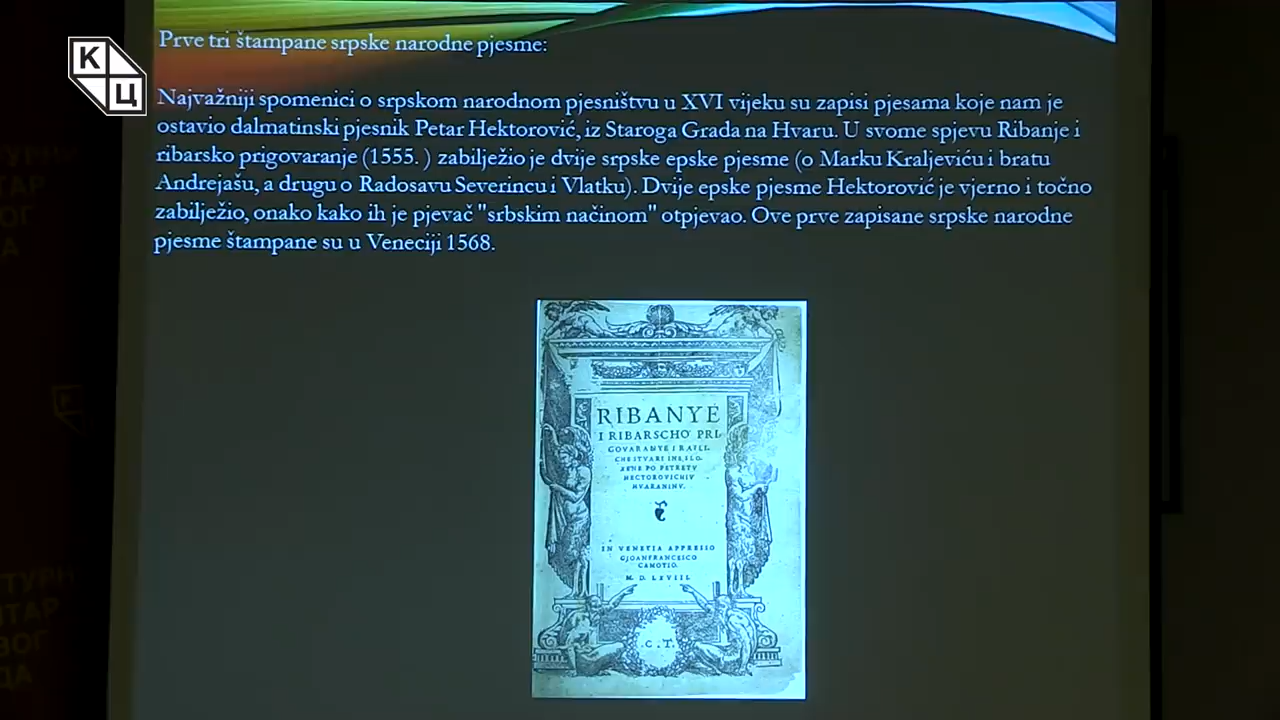 К
Ц
Prve tri štampane srpske narodne pjesme:
Najvažniji spomenici o srpskom narodnom pjesništvu u XVI vijeku su zapisi pjesama koje nam je
ostavio dalmatinski pjesnik Petar Hektorović, iz Staroga Grada na Hvaru. U svome spjevu Ribanje i
ribarsko prigovaranje (1555. ) zabilježio je dvije srpske epske pjesme (o Marku Kraljeviću i bratu
Andrejašu, a drugu o Radosavu Severincu i Vlatku). Dvije epske pjesme Hektorović je vjerno i točno
zabilježio, onako kako ih je pjevač "srbskim načinom" otpjevao. Ove prve zapisane srpske narodne
pjesme štampane su u Veneciji 1568.
RIBANYE
I RIBARSCHO PRI
GOVARANYE I RAZLI
CHE STVARI INE SLO
ZENE PO PETRETV
HECTOROVICHIV
HVARANINV.
IN VENETIA APPRESSO
GIOANFRANCESCO
CAMOTIO.
M. D. LXVIII.
.C.T.